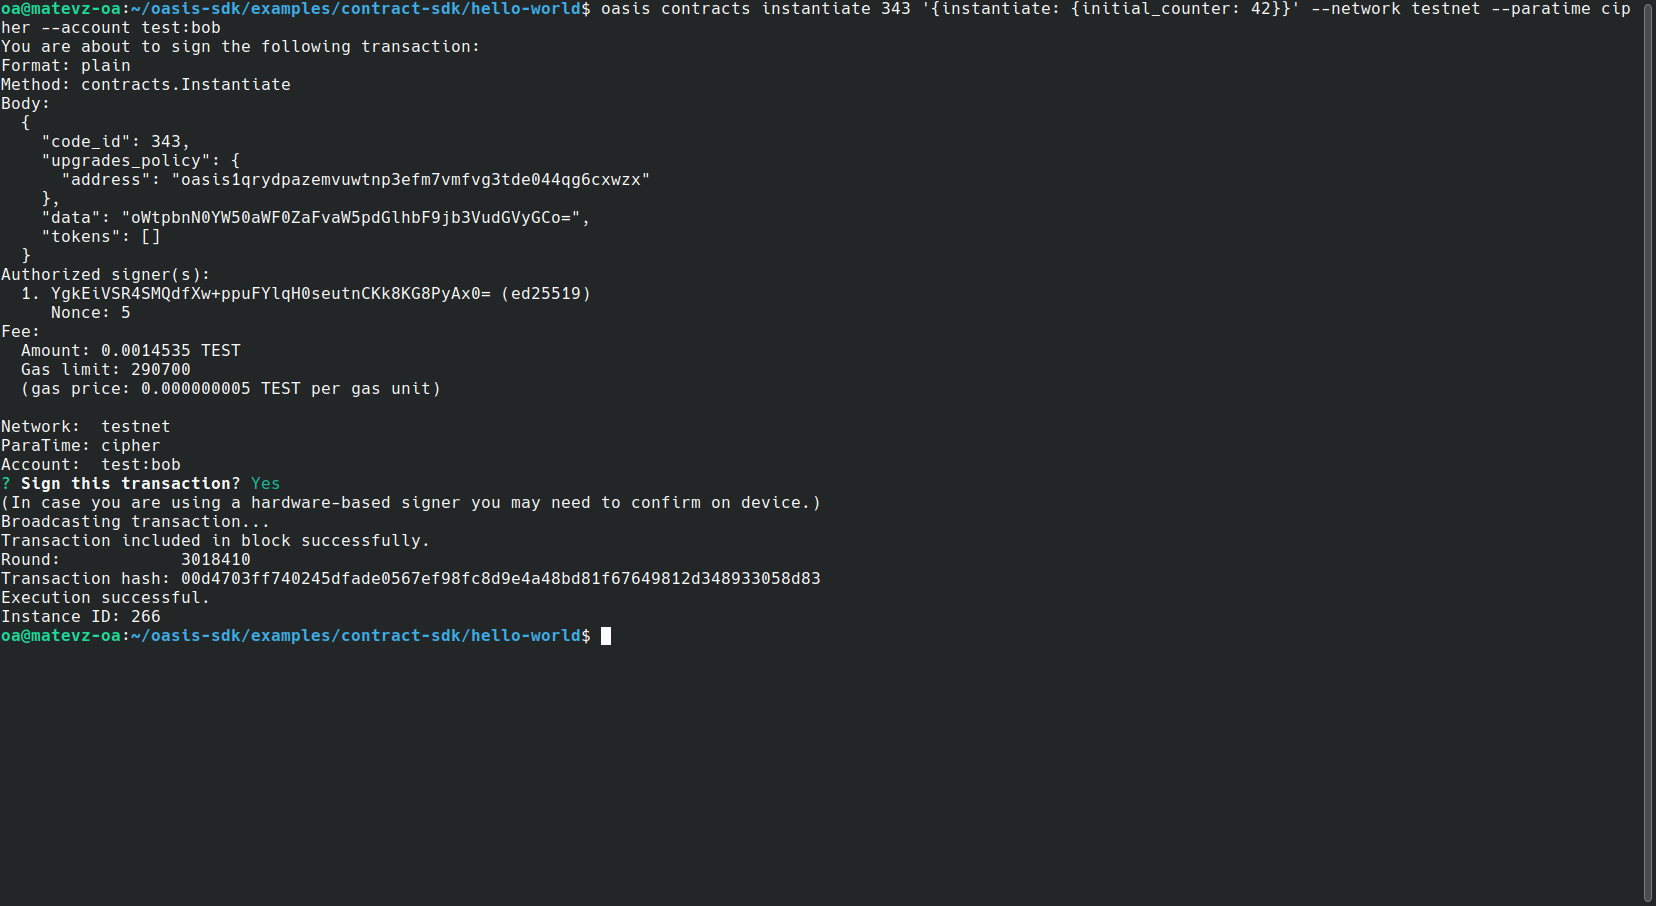 oa@matevz-oa:~/oasis-sdk/examples/contract-sdk/hello-world$ oasis contracts instantiate 343 '{instantiate: {initial_counter: 42}}' --network testnet --paratime cip
her --account test:bob
You are about to sign the following transaction:
Format: plain
Method: contracts.Instantiate
Body:
  {
    "code_id": 343,
    "upgrades_policy": {
      "address": "oasis1qrydpazemvuwtnp3efm7vmfvg3tde044qg6cxwzx"
    },
    "data": "oWtpbnN0YW50aWF0ZaFvaW5pdGlhbF9jb3VudGVyGCo=",
    "tokens": []
  }
Authorized signer(s):
  1. YgkEiVSR4SMQdfXw+ppuFYlqH0seutnCKk8KG8PyAx0= (ed25519)
     Nonce: 5
Fee:
  Amount: 0.0014535 TEST
  Gas limit: 290700
  (gas price: 0.000000005 TEST per gas unit)

Network:  testnet
ParaTime: cipher
Account:  test:bob
? Sign this transaction? Yes
(In case you are using a hardware-based signer you may need to confirm on device.)
Broadcasting transaction...
Transaction included in block successfully.
Round:            3018410
Transaction hash: 00d4703ff740245dfade0567ef98fc8d9e4a48bd81f67649812d348933058d83
Execution successful.
Instance ID: 266
oa@matevz-oa:~/oasis-sdk/examples/contract-sdk/hello-world$